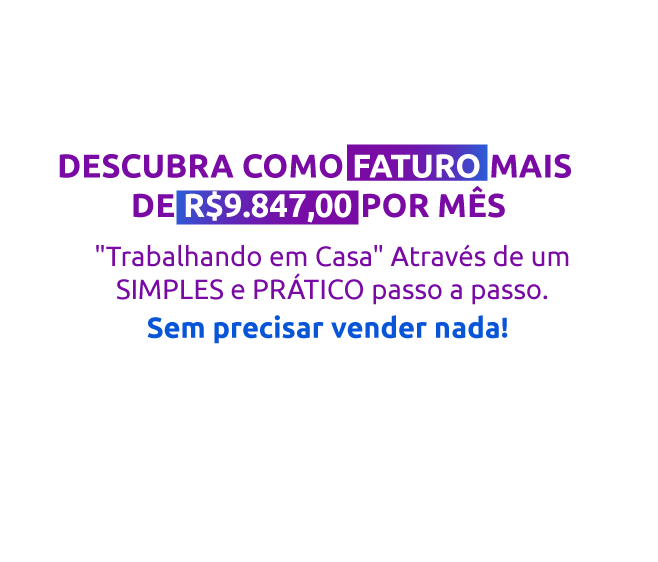 DESCUBRA COMO FATURO MAIS
DE R$9.847,00 POR MÊS
"Trabalhando em Casa" Através de um
SIMPLES e PRÁTICO passo a passo.
Sem precisar vender nada!